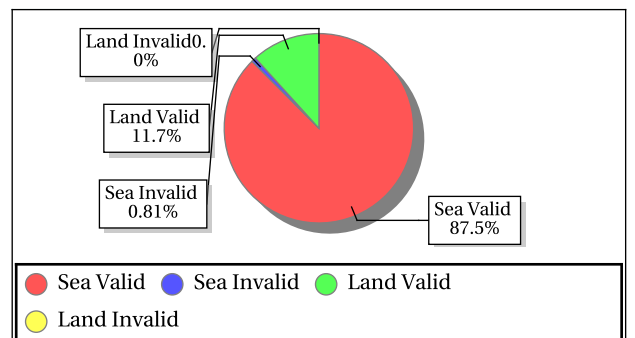 Land Invalid0.
0%
Land Valid
11.7%
Sea Invalid
0.81%
Sea Valid
87.5%
Sea Valid Sea Invalid Land Valid
Land Invalid